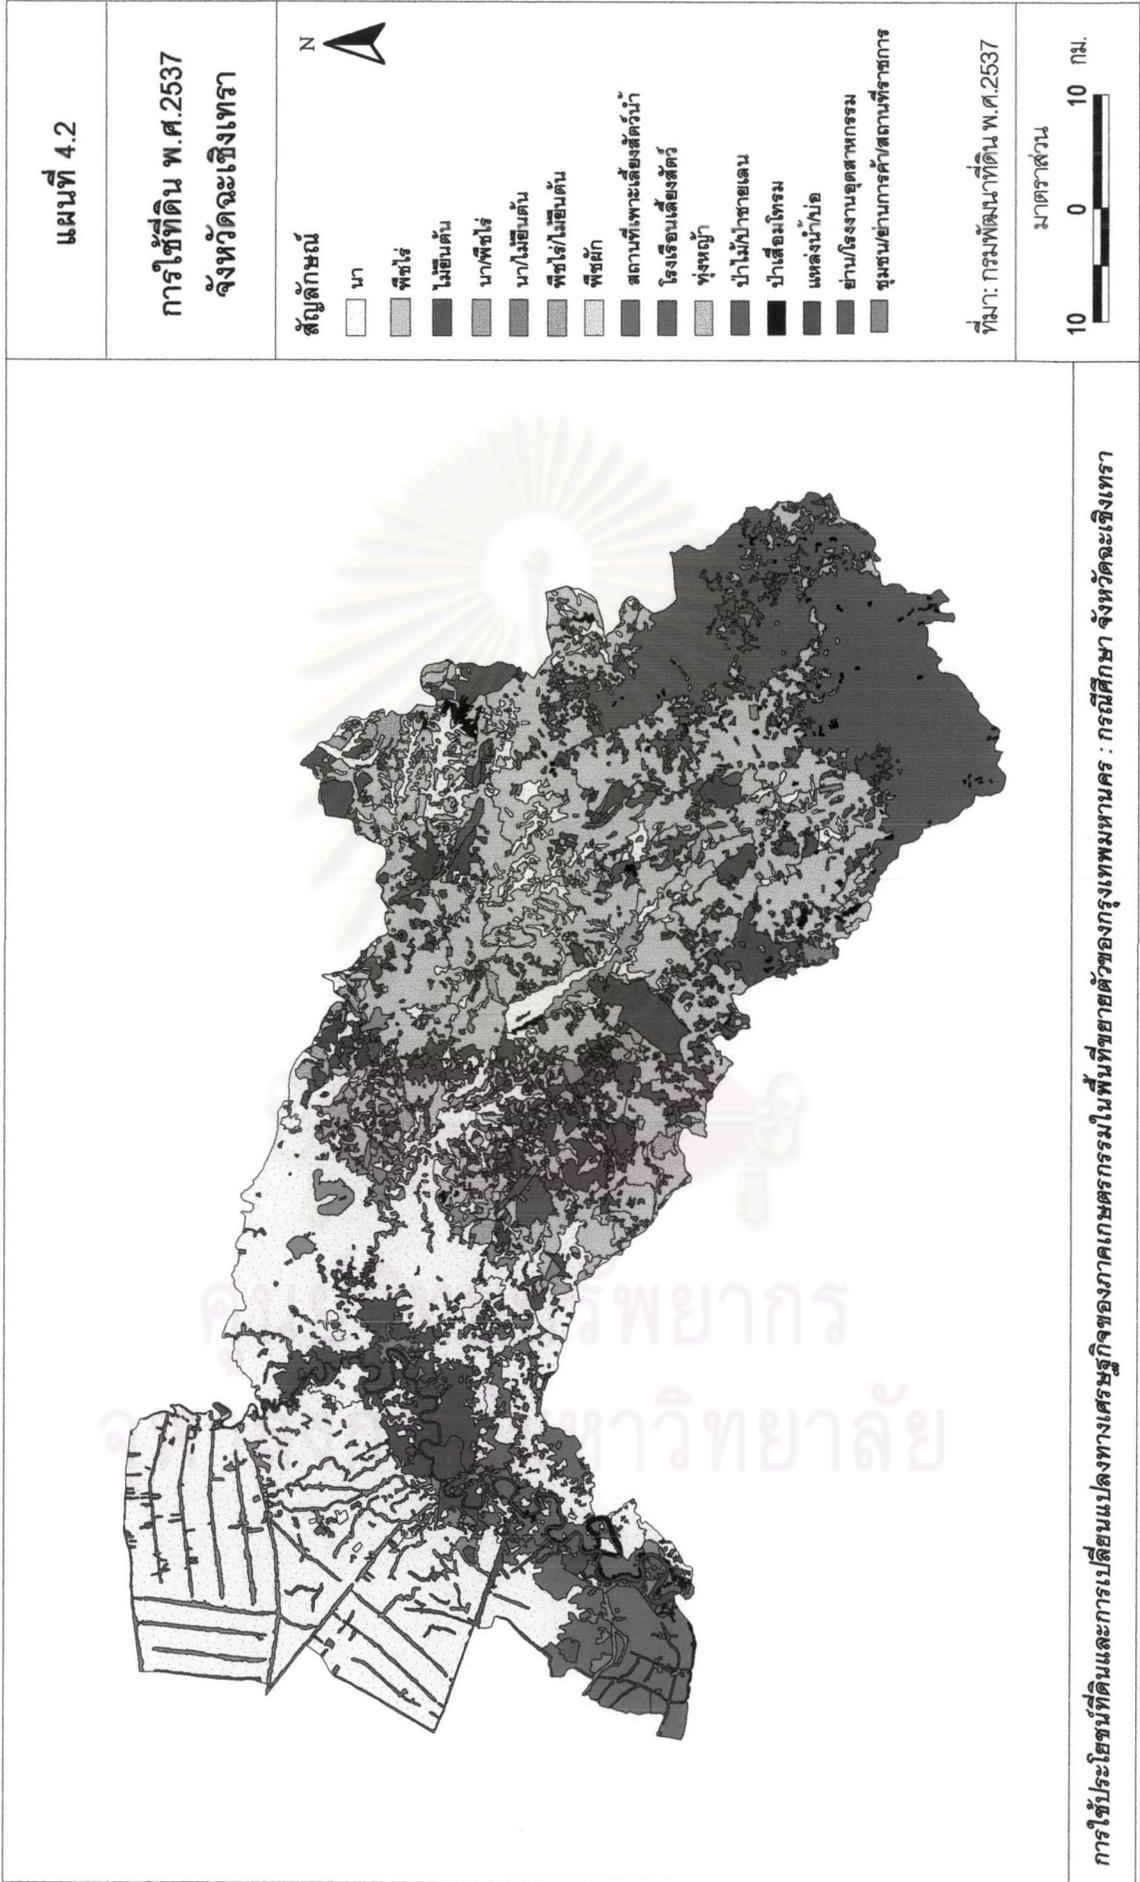 แผนที่ 4.2
การใช้ที่ดิน พ.ศ.2537
จังหวัดฉะเชิงเทรา
สัญลักษณ์
N
นา
พืชไร่
ไม้ยืนต้น
นา/พืชไร่
นา/ไม้ยืนต้น
พืชไร่/ไม้ยืนต้น
พืชผัก
สถานที่เพาะเลี้ยงสัตว์น้ำ
โรงเรือนเลี้ยงสัตว์
ทุ่งหญ้า
ป่าไม้/ป่าชายเลน
ป่าเสื่อมโทรม
แหล่งน้ำ/บ่อ
ย่าน/โรงงานอุตสาหกรรม
ชุมชน/ย่านการค้า/สถานที่ราชการ
ที่มา: กรมพัฒนาที่ดิน พ.ศ.2537
มาตราส่วน
10 0 10 กม.
การใช้ประโยชน์ที่ดินและการเปลี่ยนแปลงทางเศรษฐกิจของภาคเกษตรกรรมในพื้นที่ขยายตัวของกรุงเทพมหานคร : กรณีศึกษา จังหวัดฉะเชิงเทรา